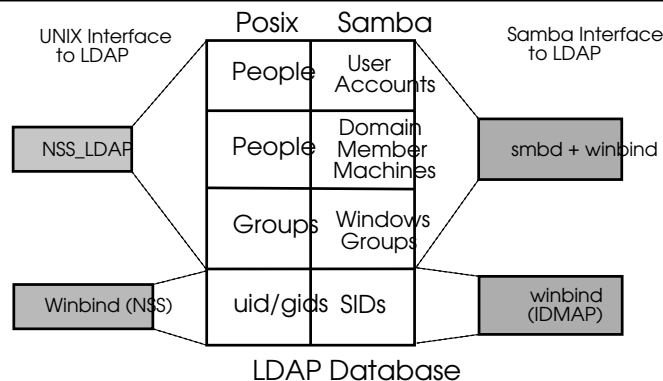 Posix Samba
UNIX Interface
to LDAP
Samba Interface
to LDAP
People
User
Accounts
NSS_LDAP
People
Domain
Member
Machines
smbd + winbind
Groups
Windows
Groups
Winbind (NSS)
uid/gids
SIDs
winbind
(IDMAP)
LDAP Database